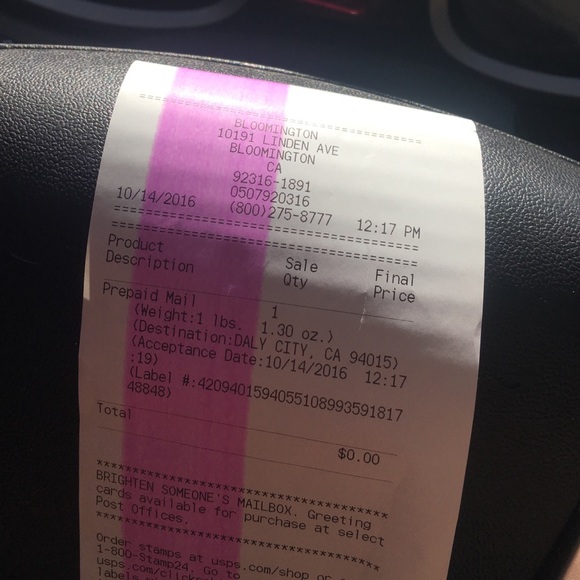 ========================================
BLOOMINGTON
10191 LINDEN AVE
BLOOMINGTON
CA
92316-1891
0507920316
10/14/2016 (800)275-8777 12:17 PM
========================================
========================================
Product Sale Final
Description Qty Price
Prepaid Mail 1
(Weight:1 lbs. 1.30 oz.)
(Destination:DALY CITY, CA 94015)
(Acceptance Date:10/14/2016 12:17
:19)
(Label #:4209401594055108993591817
48848)
Total $0.00
****************************************
BRIGHTEN SOMEONE'S MAILBOX. Greeting
cards available for purchase at select
Post Offices.
****************************************
Order stamps at usps.com/shop or
1-800-Stamp24. Go to